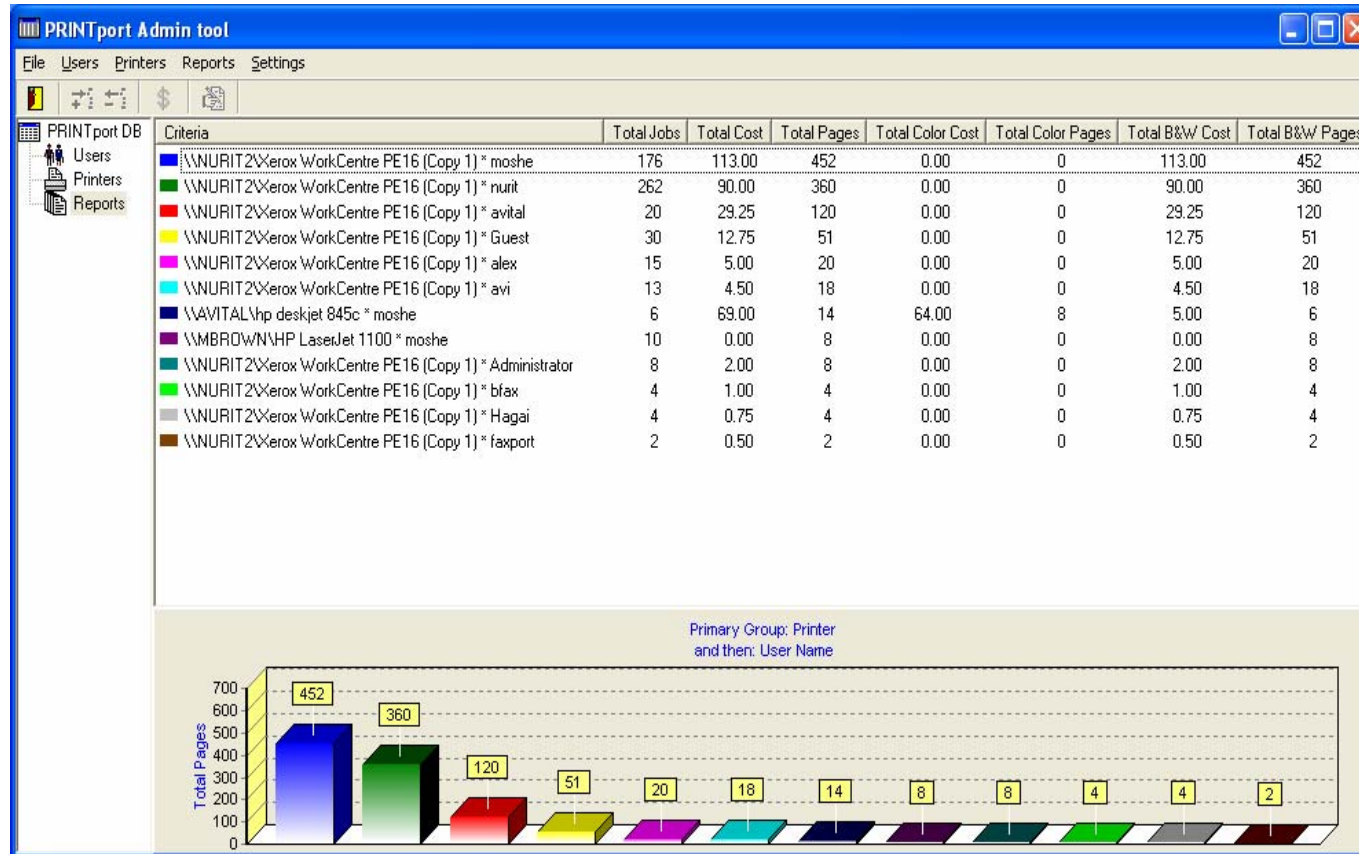 PRINTport Admin tool
File Users Printers Reports Settings
PRINTport DB
Users
Printers
Reports
Criteria Total Jobs Total Cost Total Pages Total Color Cost Total Color Pages Total B&W Cost Total B&W Pages
\\NURIT2\Xerox WorkCentre PE16 (Copy 1) * moshe 176 113.00 452 0.00 0 113.00 452
\\NURIT2\Xerox WorkCentre PE16 (Copy 1) * nurit 262 90.00 360 0.00 0 90.00 360
\\NURIT2\Xerox WorkCentre PE16 (Copy 1) * avital 20 29.25 120 0.00 0 29.25 120
\\NURIT2\Xerox WorkCentre PE16 (Copy 1) * Guest 30 12.75 51 0.00 0 12.75 51
\\NURIT2\Xerox WorkCentre PE16 (Copy 1) * alex 15 5.00 20 0.00 0 5.00 20
\\NURIT2\Xerox WorkCentre PE16 (Copy 1) * avi 13 4.50 18 0.00 0 4.50 18
\\AVITAL\hp deskjet 845c * moshe 6 69.00 14 64.00 8 5.00 6
\\MBROWN\HP LaserJet 1100 * moshe 10 0.00 8 0.00 0 0.00 8
\\NURIT2\Xerox WorkCentre PE16 (Copy 1) * Administrator 8 2.00 8 0.00 0 2.00 8
\\NURIT2\Xerox WorkCentre PE16 (Copy 1) * bfax 4 1.00 4 0.00 0 1.00 4
\\NURIT2\Xerox WorkCentre PE16 (Copy 1) * Hagai 4 0.75 4 0.00 0 0.75 4
\\NURIT2\Xerox WorkCentre PE16 (Copy 1) * faxport 2 0.50 2 0.00 0 0.50 2
Primary Group: Printer
and then: User Name
Total Pages
700
600
500
400
300
200
100
0
452 360 120 51 20 18 14 8 8 4 4 2